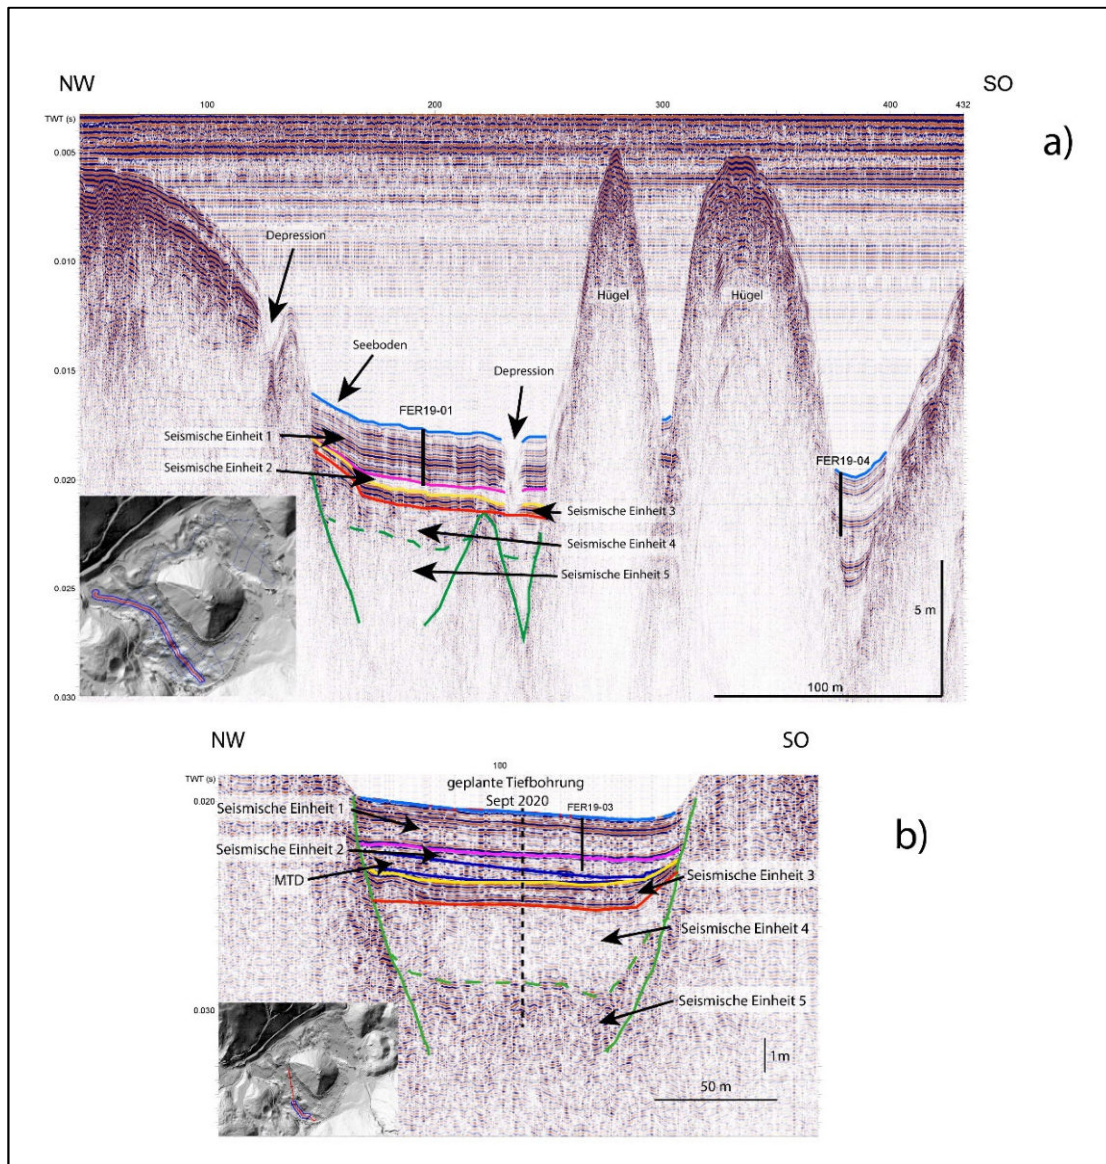 NW
SO
100
200
300
400
432
TWT (s)
a)
0.005
Depression
0.010
Hügel
Hügel
Seeboden
0.015
Depression
FER19-01
Seismische Einheit 1
FER19-04
Seismische Einheit 2
0.020
Seismische Einheit 3
Seismische Einheit 4
Seismische Einheit 5
0.025
5 m
100 m
0.030
NW
SO
100
TWT (s)
geplante Tiefbohrung
Sept 2020
0.020
FER19-03
Seismische Einheit 1
b)
Seismische Einheit 2
MTD
Seismische Einheit 3
Seismische Einheit 4
Seismische Einheit 5
0.030
1m
50 m